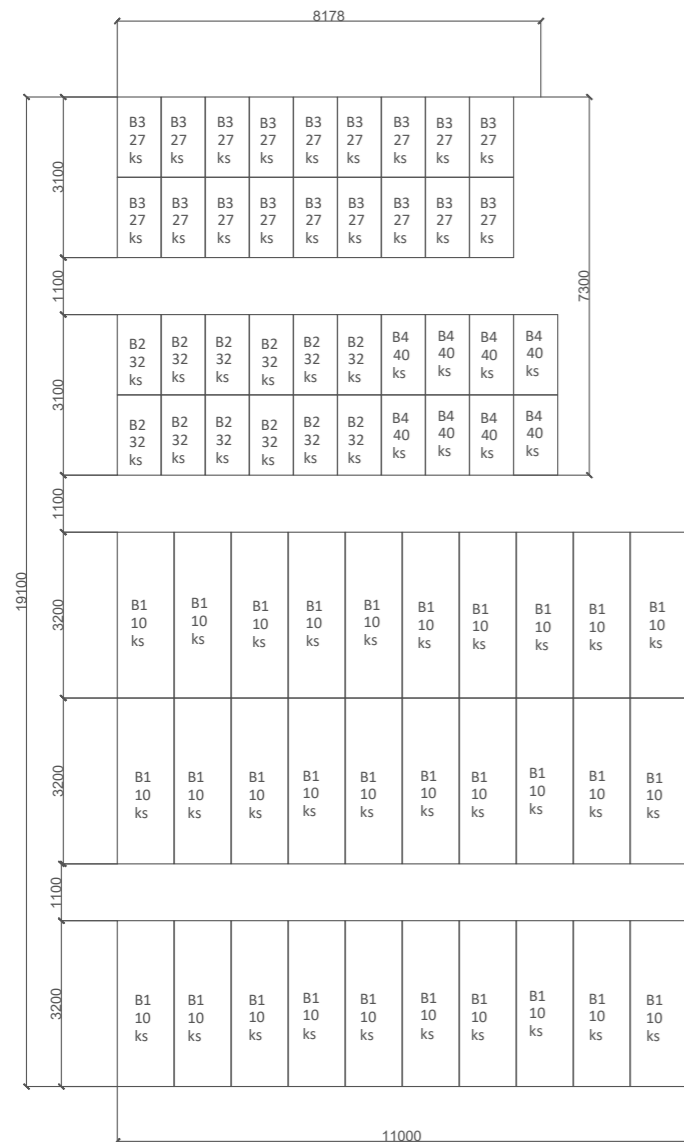 8178
B3 B3 B3 B3 B3 B3 B3 B3 B3
27 27 27 27 27 27 27 27 27
ks ks ks ks ks ks ks ks ks
3100
B3 B3 B3 B3 B3 B3 B3 B3 B3
27 27 27 27 27 27 27 27 27
ks ks ks ks ks ks ks ks ks
1100
7300
B2 B2 B2 B2 B2 B2 B4 B4 B4 B4
32 32 32 32 32 32 40 40 40 40
ks ks ks ks ks ks ks ks ks ks
3100
B2 B2 B2 B2 B2 B2 B4 B4 B4 B4
32 32 32 32 32 32 40 40 40 40
ks ks ks ks ks ks ks ks ks ks
1100
19100
3200
B1 B1 B1 B1 B1 B1 B1 B1 B1 B1
10 10 10 10 10 10 10 10 10 10
ks ks ks ks ks ks ks ks ks ks
3200
B1 B1 B1 B1 B1 B1 B1 B1 B1 B1
10 10 10 10 10 10 10 10 10 10
ks ks ks ks ks ks ks ks ks ks
1100
3200
B1 B1 B1 B1 B1 B1 B1 B1 B1 B1
10 10 10 10 10 10 10 10 10 10
ks ks ks ks ks ks ks ks ks ks
11000